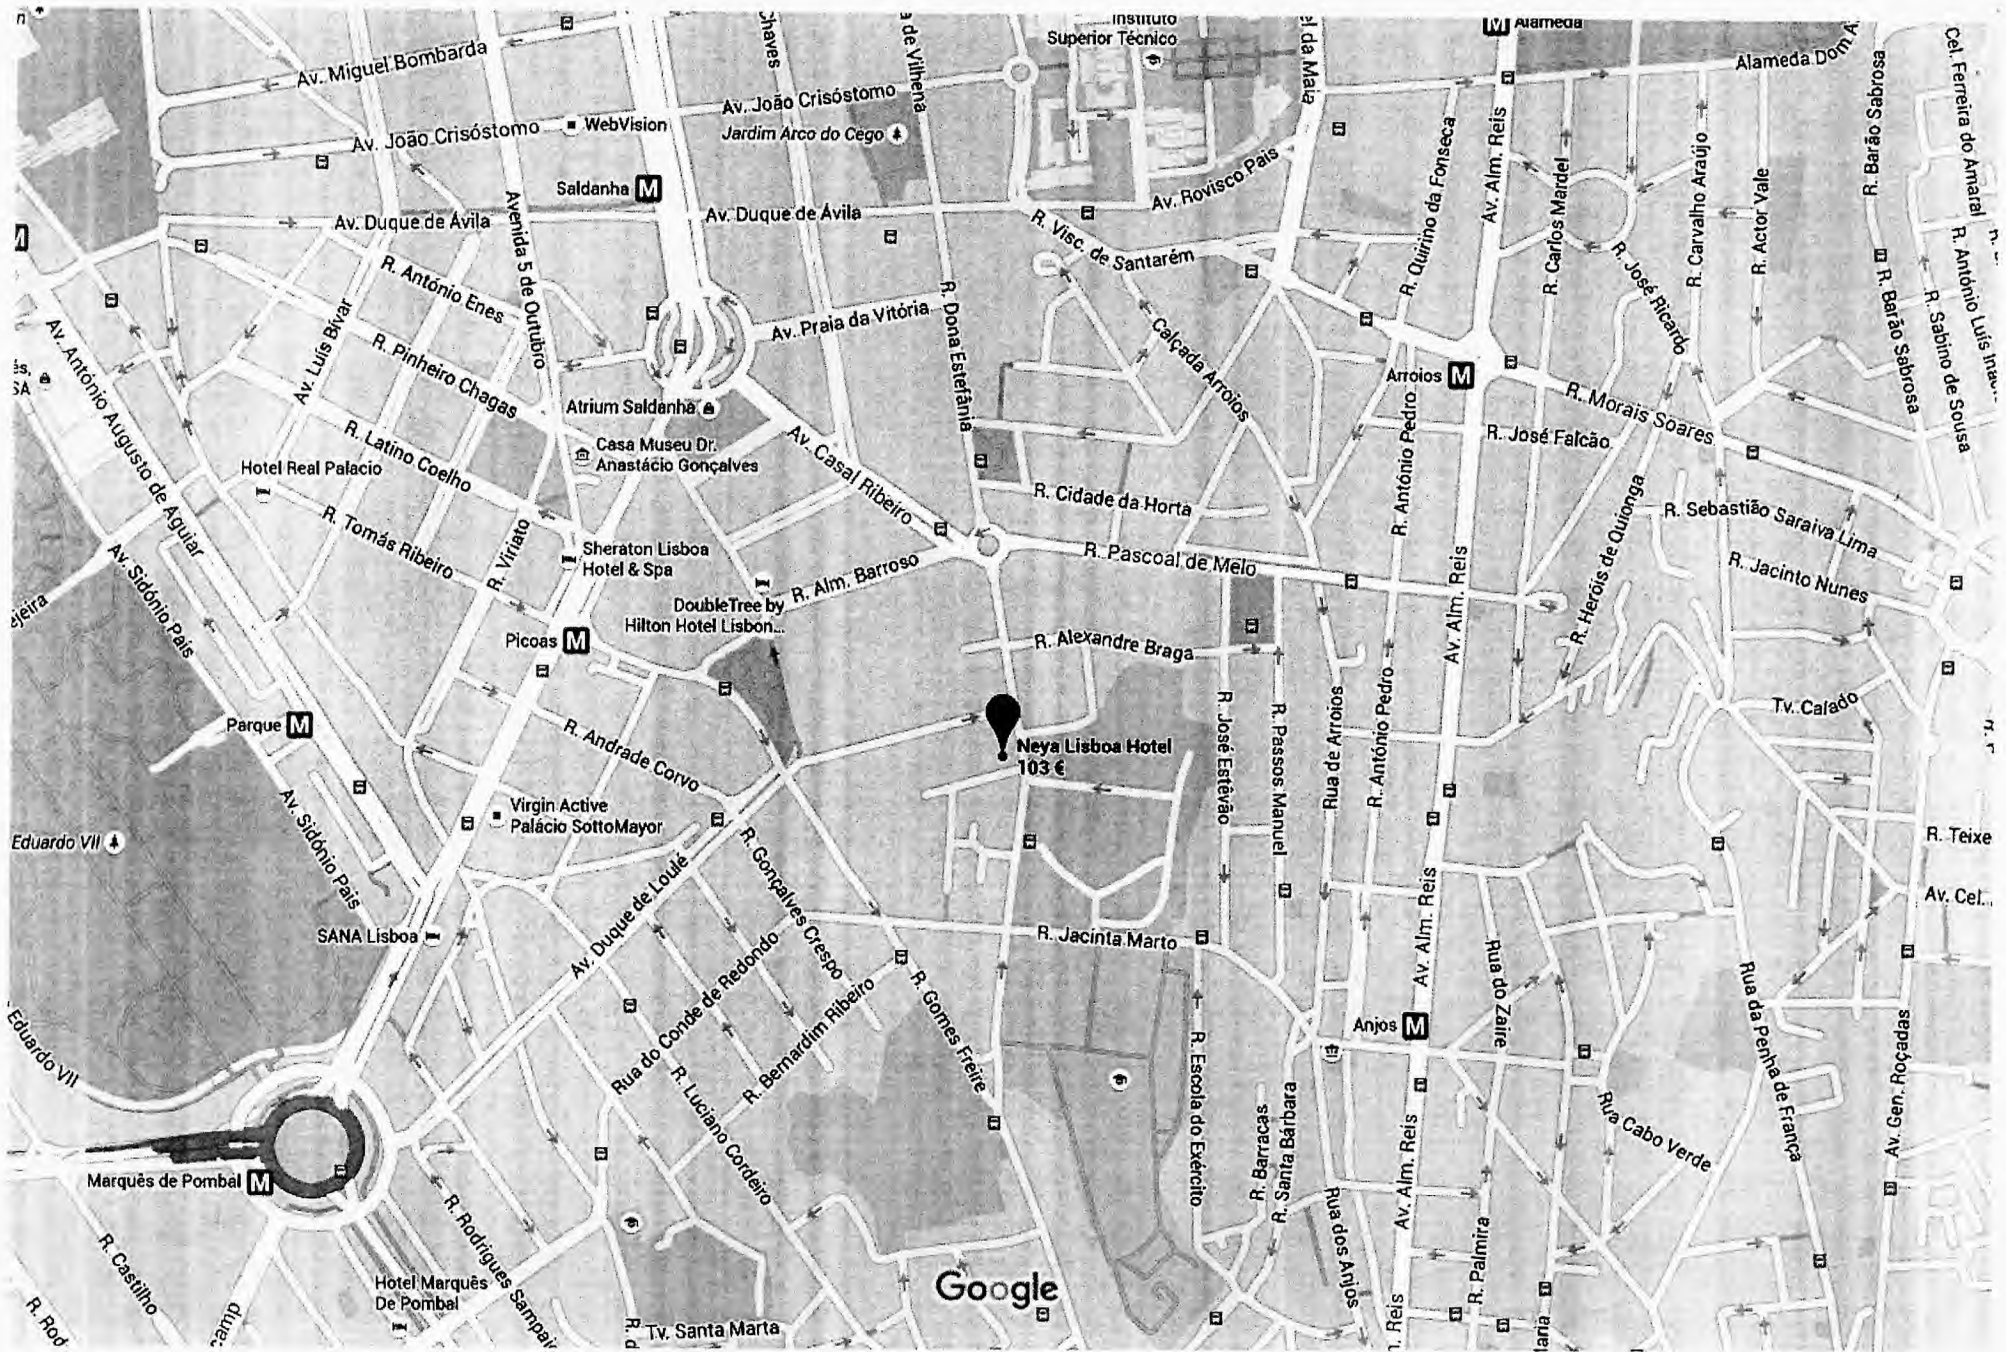 Instituto
Superior Técnico
Alameda
M
Av. Miguel Bombarda
Av. João Crisóstomo
Alameda Dom A.
Av. João Crisóstomo
WebVision
Jardim Arco do Cego
Chaves
a de Vilhena
el da Maia
R. Barão Sabrosa
Cel. Ferreira do Amaral
Saldanha M
Av. Duque de Ávila
Av. Duque de Ávila
Avenida 5 de Outubro
Av. Rovisco Pais
R. Quirino da Fonseca
Av. Alm. Reis
R. Carlos Mardel
R. Carvalho Araújo
R. Actor Vale
R. Visc. de Santarém
R. José Ricardo
R. António Enes
Av. Luís Bívar
R. Pinheiro Chagas
Av. Praia da Vitória
R. Dona Estefânia
Calçada Arroios
R. Barão Sabrosa
R. Sabino de Sousa
Av. António Augusto de Aguiar
Arroios M
R. Morais Soares
R. José Falcão
R. António Pedro
Atrium Saldanha
Casa Museu Dr.
Anastácio Gonçalves
R. Latino Coelho
Hotel Real Palacio
Av. Casal Ribeiro
R. Cidade da Horta
R. Sebastião Saraiva Lima
R. Heróis de Quionga
R. Tomás Ribeiro
R. Viriato
Sheraton Lisboa
Hotel & Spa
R. Alm. Barroso
R. Pascoal de Melo
R. Jacinto Nunes
Av. Sidónio Pais
DoubleTree by
Hilton Hotel Lisbon...
Picoas M
R. Alexandre Braga
Av. Alm. Reis
ejeira
Parque M
R. Andrade Corvo
Neya Lisboa Hotel
103 €
R. José Estêvão
R. Passos Manuel
Rua de Arroios
R. António Pedro
Tv. Calado
Virgin Active
Palácio SottoMayor
Eduardo VII
Av. Sidónio Pais
R. Gonçalves Crespo
Av. Duque de Loulé
R. Teixe
Av. Cel...
SANA Lisboa
R. Jacinta Marto
Av. Alm. Reis
Rua do Zaire
Rua da Penha de França
Rua do Conde de Redondo
R. Bernardim Ribeiro
R. Gomes Freire
Anjos M
Eduardo VII
R. Luciano Cordeiro
R. Escola do Exército
R. Barracas
R. Santa Bárbara
Rua Cabo Verde
Av. Gen. Roçadas
Marquês de Pombal M
R. Castilho
R. Rodrigues Sampaio
Hotel Marquês
De Pombal
Rua dos Anjos
Av. Alm. Reis
R. Palmira
R. Rod
camp
Tv. Santa Marta
Google